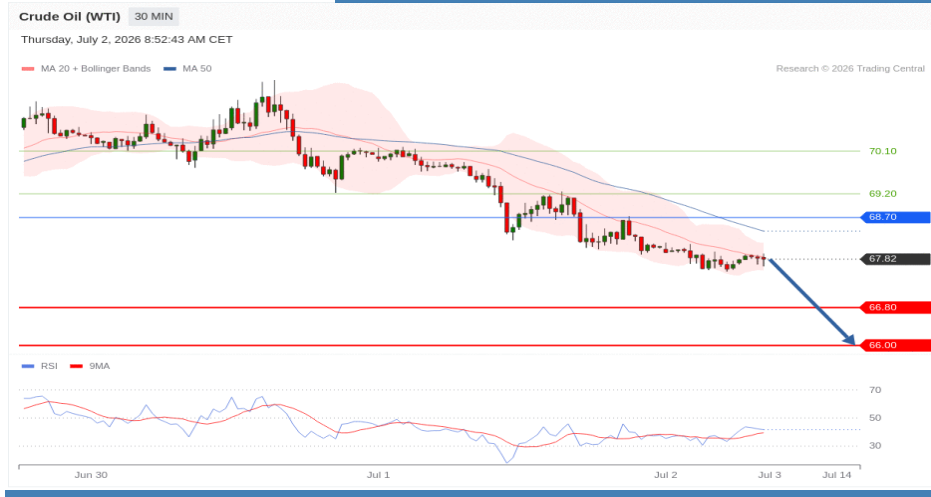 Crude Oil (WTI) 30 MIN
Thursday, July 2, 2026 8:52:43 AM CET
MA 20 + Bollinger Bands MA 50 Research © 2026 Trading Central
70.10
69.20
68.70
67.82
66.80
66.00
RSI 9MA
70
50
30
Jun 30 Jul 1 Jul 2 Jul 3 Jul 14